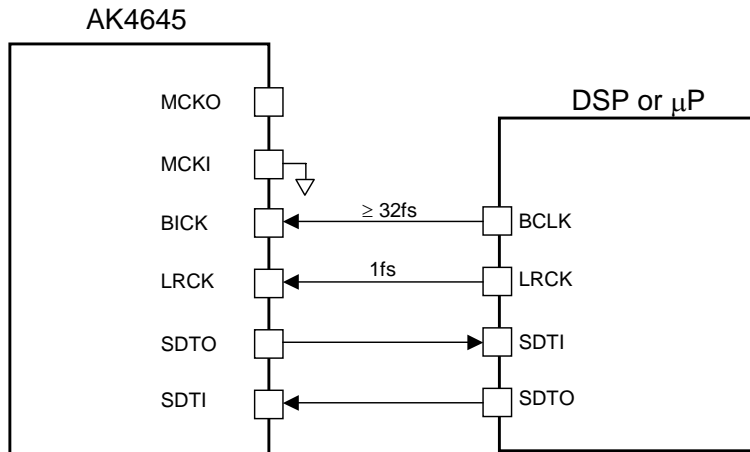 AK4645
DSP or μP
MCKO
MCKI
BICK
≥ 32fs
BCLK
LRCK
1fs
LRCK
SDTO
SDTI
SDTI
SDTO